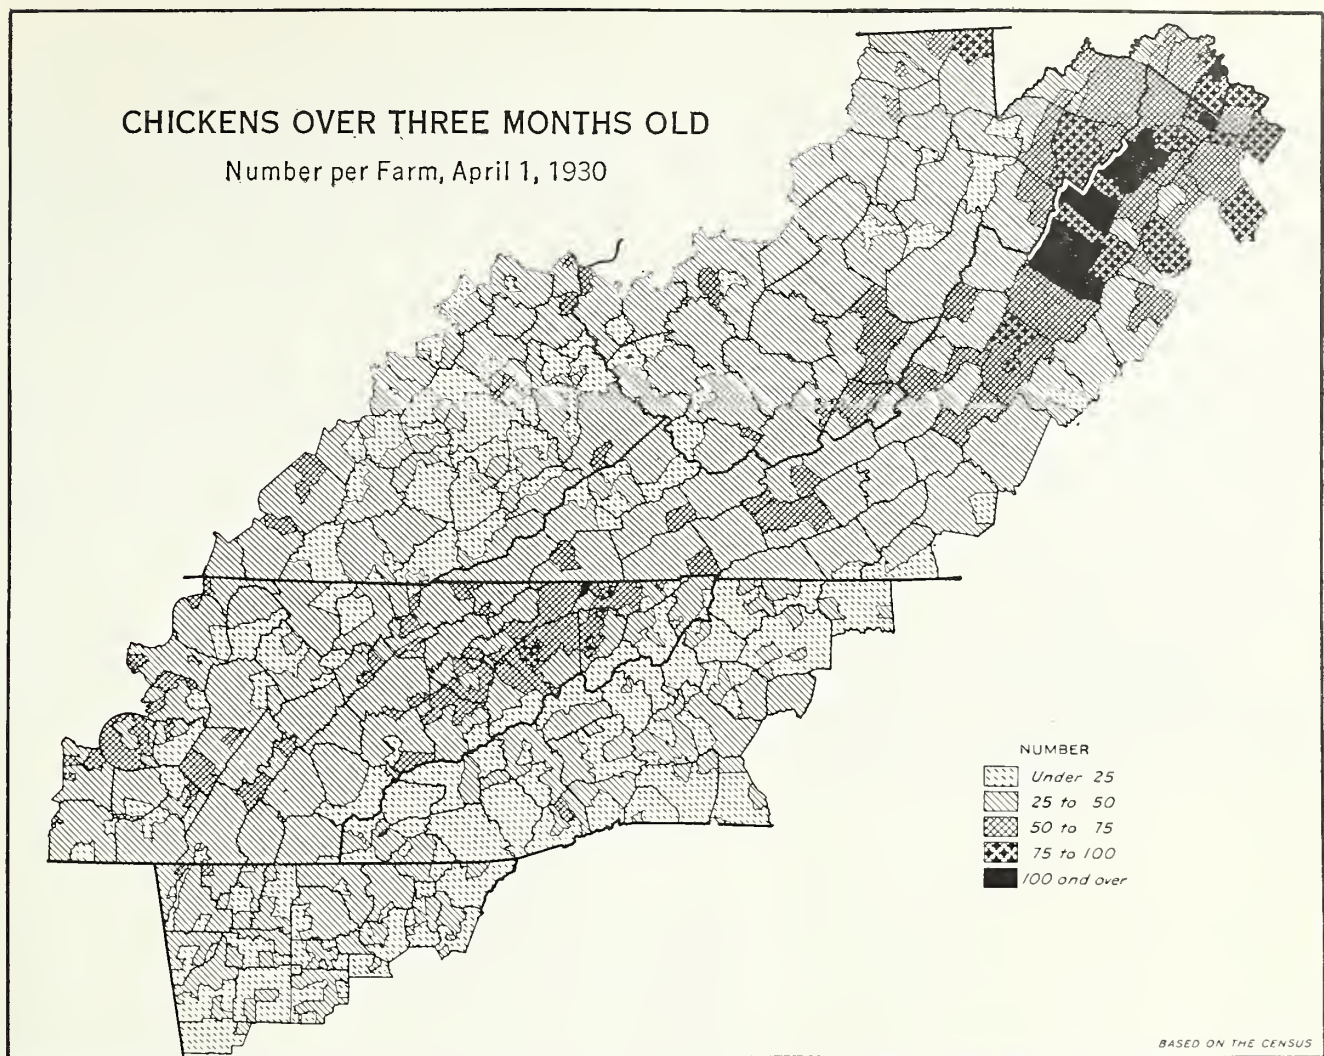 CHICKENS OVER THREE MONTHS OLD
Number per Farm, April 1, 1930
NUMBER
Under 25
25 to 50
50 to 75
75 to 100
100 and over
BASED ON THE CENSUS